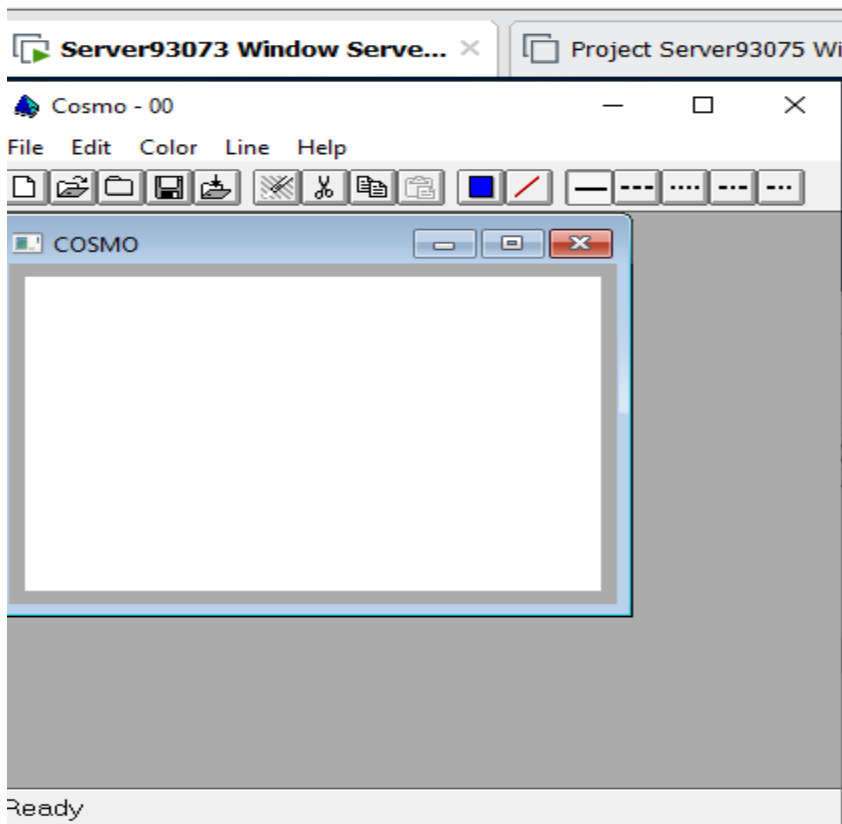 Server93073 Window Serve... Project Server93075 Wi
Cosmo - 00
File Edit Color Line Help
COSMO
Ready